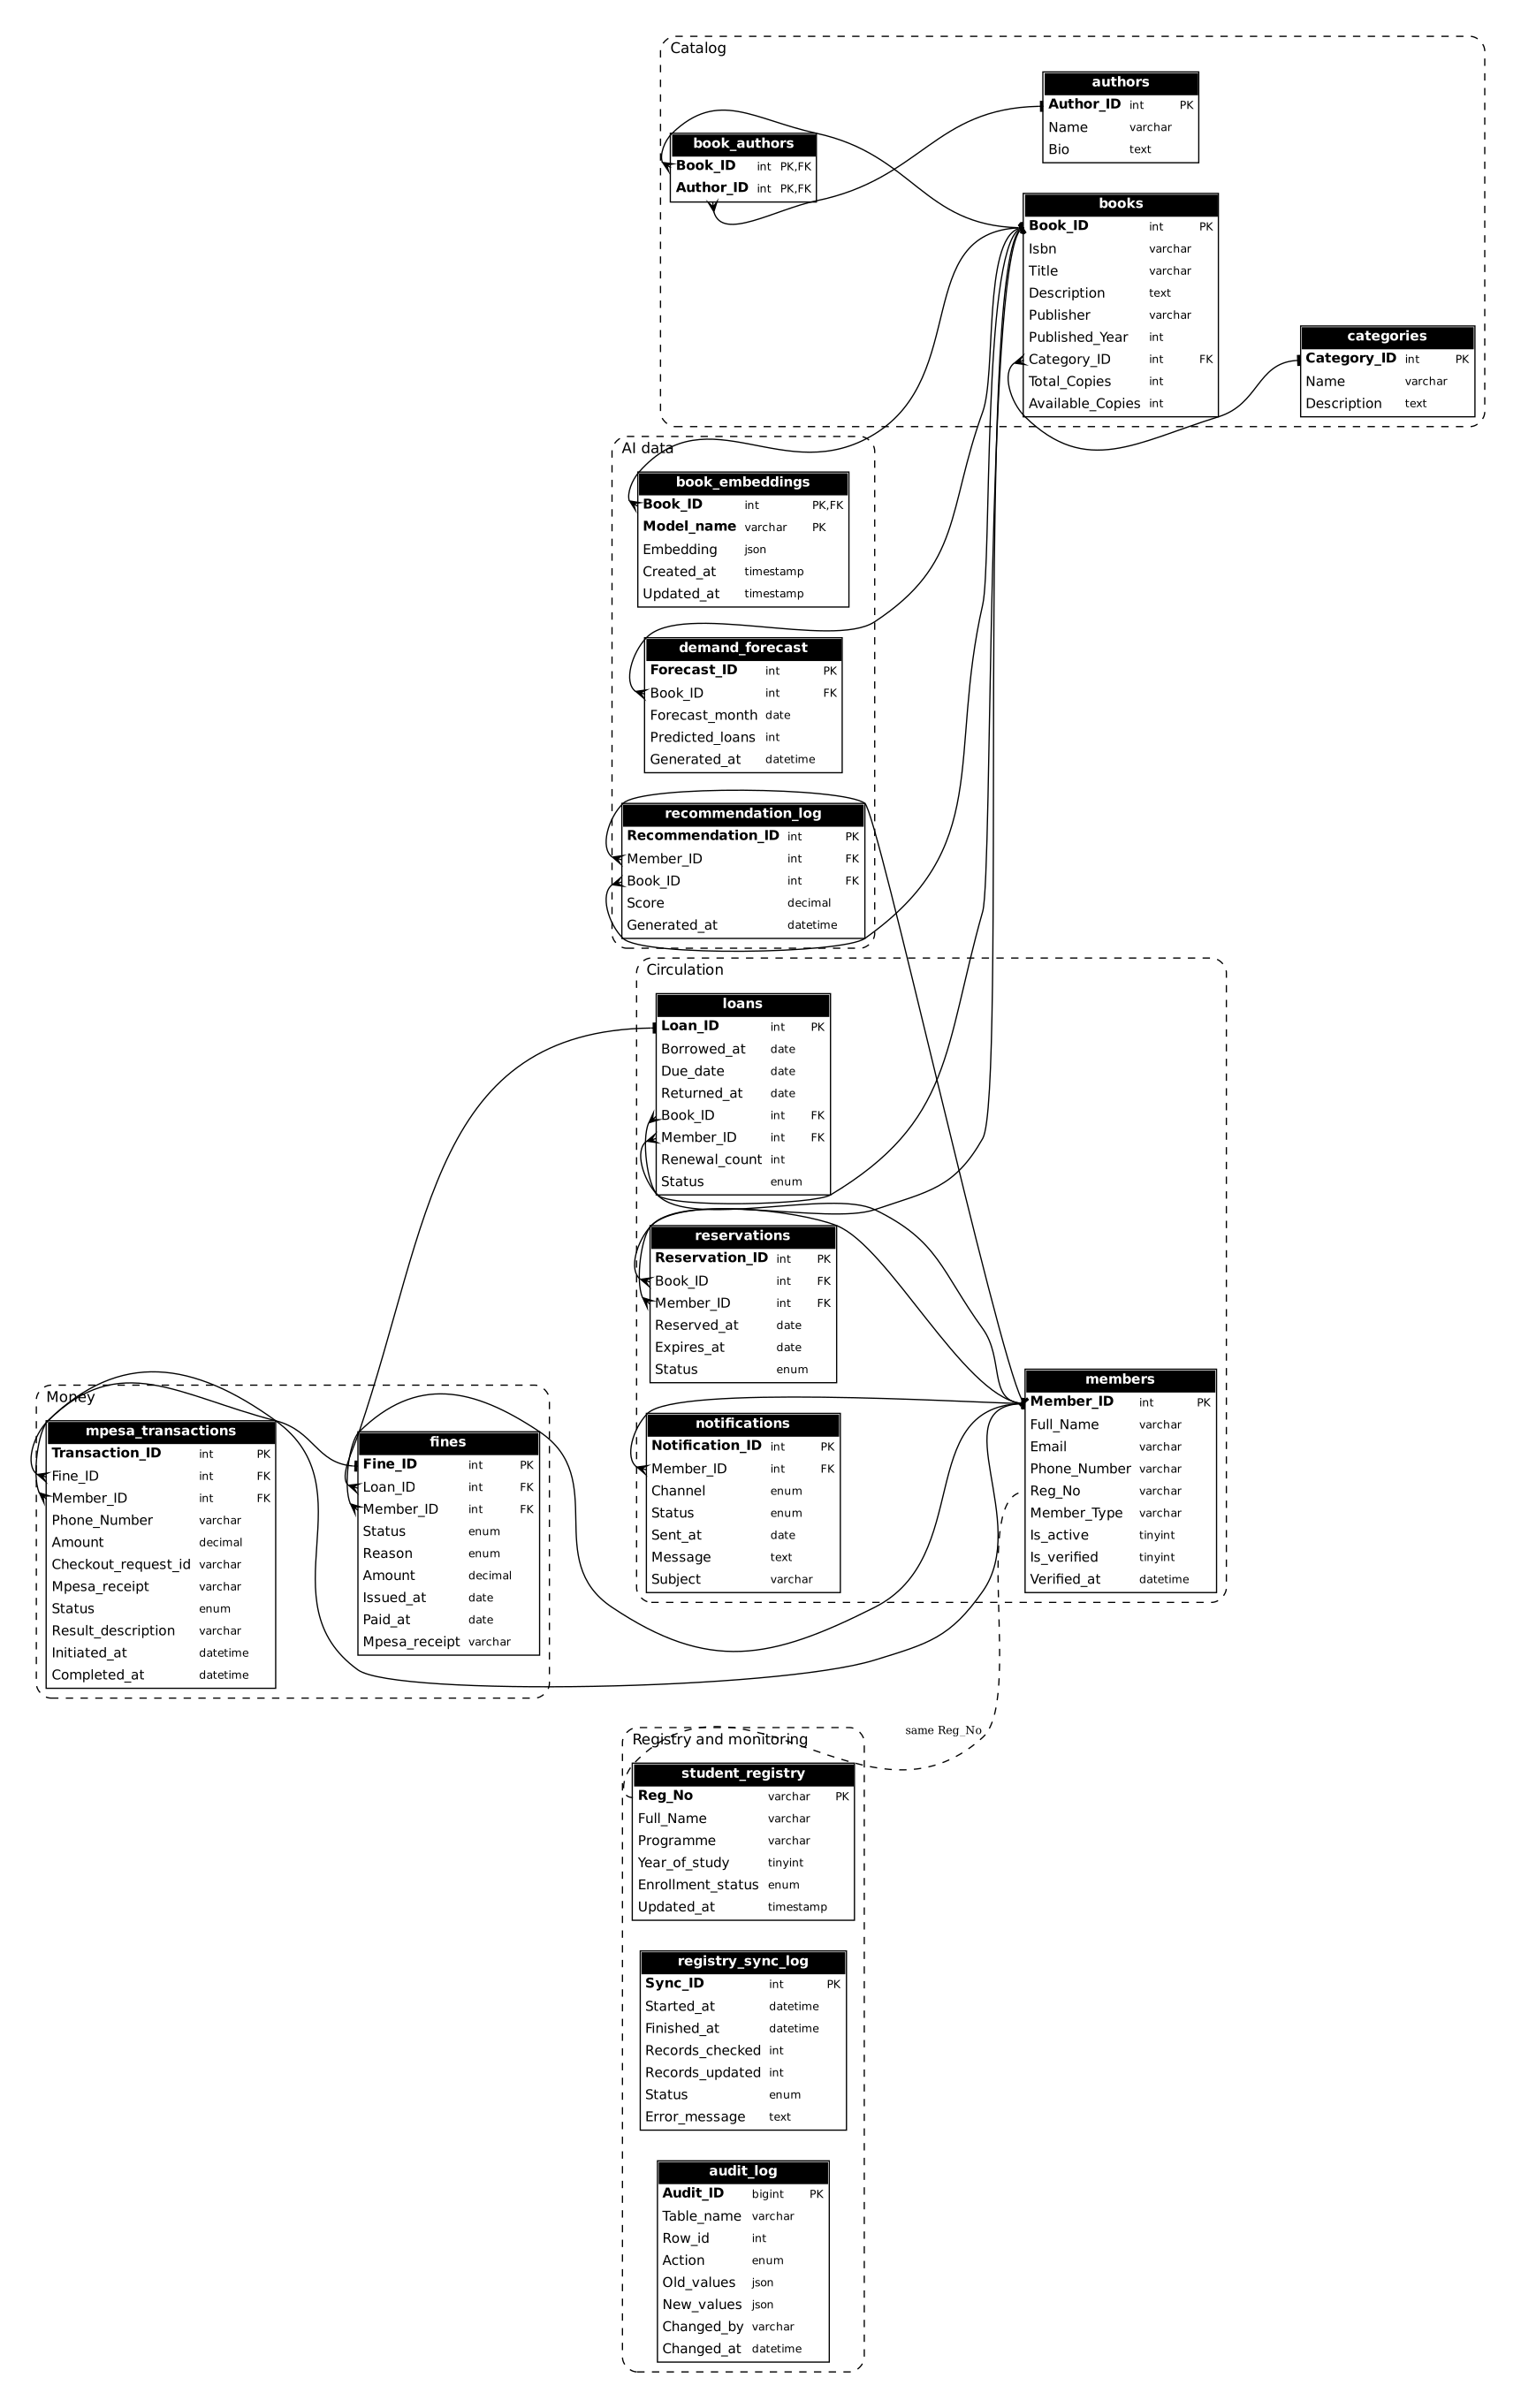 Catalog
authors
Author_ID int PK
Name varchar
Bio text
book_authors
Book_ID int PK,FK
Author_ID int PK,FK
books
Book_ID int PK
Isbn varchar
Title varchar
Description text
Publisher varchar
Published_Year int
Category_ID int FK
Total_Copies int
Available_Copies int
categories
Category_ID int PK
Name varchar
Description text
AI data
book_embeddings
Book_ID int PK,FK
Model_name varchar PK
Embedding json
Created_at timestamp
Updated_at timestamp
demand_forecast
Forecast_ID int PK
Book_ID int FK
Forecast_month date
Predicted_loans int
Generated_at datetime
recommendation_log
Recommendation_ID int PK
Member_ID int FK
Book_ID int FK
Score decimal
Generated_at datetime
Circulation
loans
Loan_ID int PK
Borrowed_at date
Due_date date
Returned_at date
Book_ID int FK
Member_ID int FK
Renewal_count int
Status enum
reservations
Reservation_ID int PK
Book_ID int FK
Member_ID int FK
Reserved_at date
Expires_at date
Status enum
notifications
Notification_ID int PK
Member_ID int FK
Channel enum
Status enum
Sent_at date
Message text
Subject varchar
members
Member_ID int PK
Full_Name varchar
Email varchar
Phone_Number varchar
Reg_No varchar
Member_Type varchar
Is_active tinyint
Is_verified tinyint
Verified_at datetime
Money
mpesa_transactions
Transaction_ID int PK
Fine_ID int FK
Member_ID int FK
Phone_Number varchar
Amount decimal
Checkout_request_id varchar
Mpesa_receipt varchar
Status enum
Result_description varchar
Initiated_at datetime
Completed_at datetime
fines
Fine_ID int PK
Loan_ID int FK
Member_ID int FK
Status enum
Reason enum
Amount decimal
Issued_at date
Paid_at date
Mpesa_receipt varchar
same Reg_No
Registry and monitoring
student_registry
Reg_No varchar PK
Full_Name varchar
Programme varchar
Year_of_study tinyint
Enrollment_status enum
Updated_at timestamp
registry_sync_log
Sync_ID int PK
Started_at datetime
Finished_at datetime
Records_checked int
Records_updated int
Status enum
Error_message text
audit_log
Audit_ID bigint PK
Table_name varchar
Row_id int
Action enum
Old_values json
New_values json
Changed_by varchar
Changed_at datetime